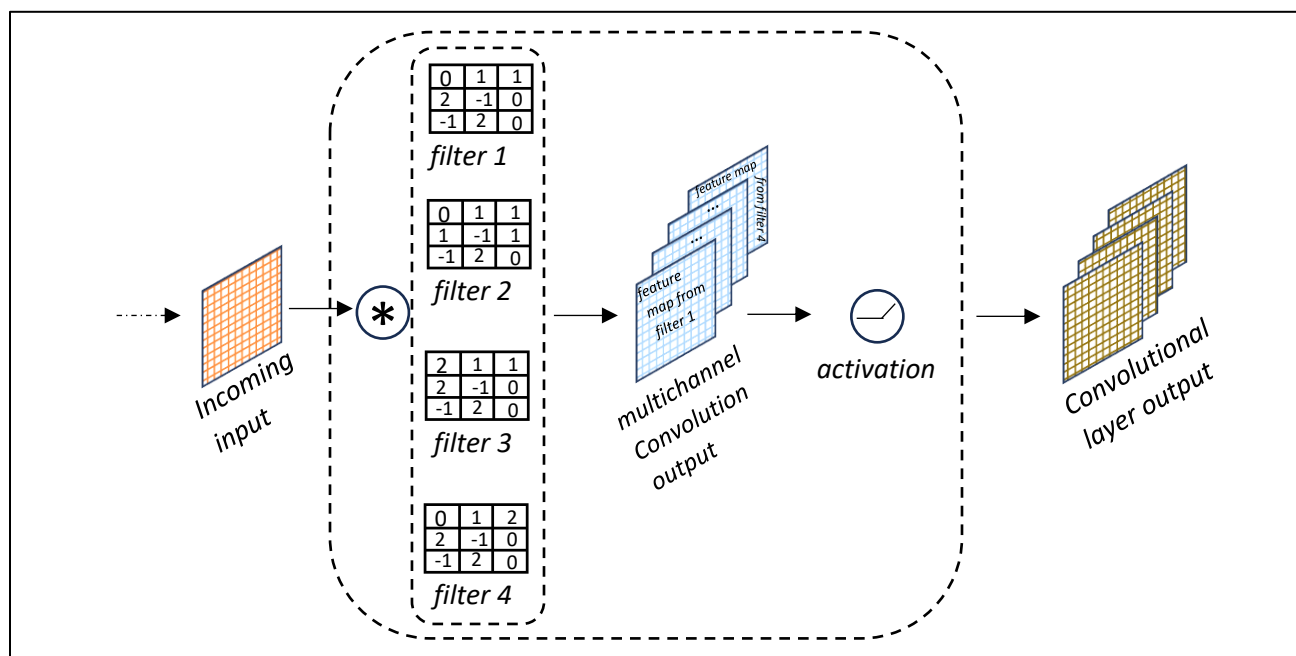 0 1 1
2 -1 0
-1 2 0
filter 1
0 1 1
1 -1 1
-1 2 0
filter 2
2 1 1
2 -1 0
-1 2 0
filter 3
0 1 2
2 -1 0
-1 2 0
filter 4
Incoming
input
*
feature map
from filter 4
...
...
feature
map from
filter 1
multichannel
Convolution
output
activation
Convolutional
layer output